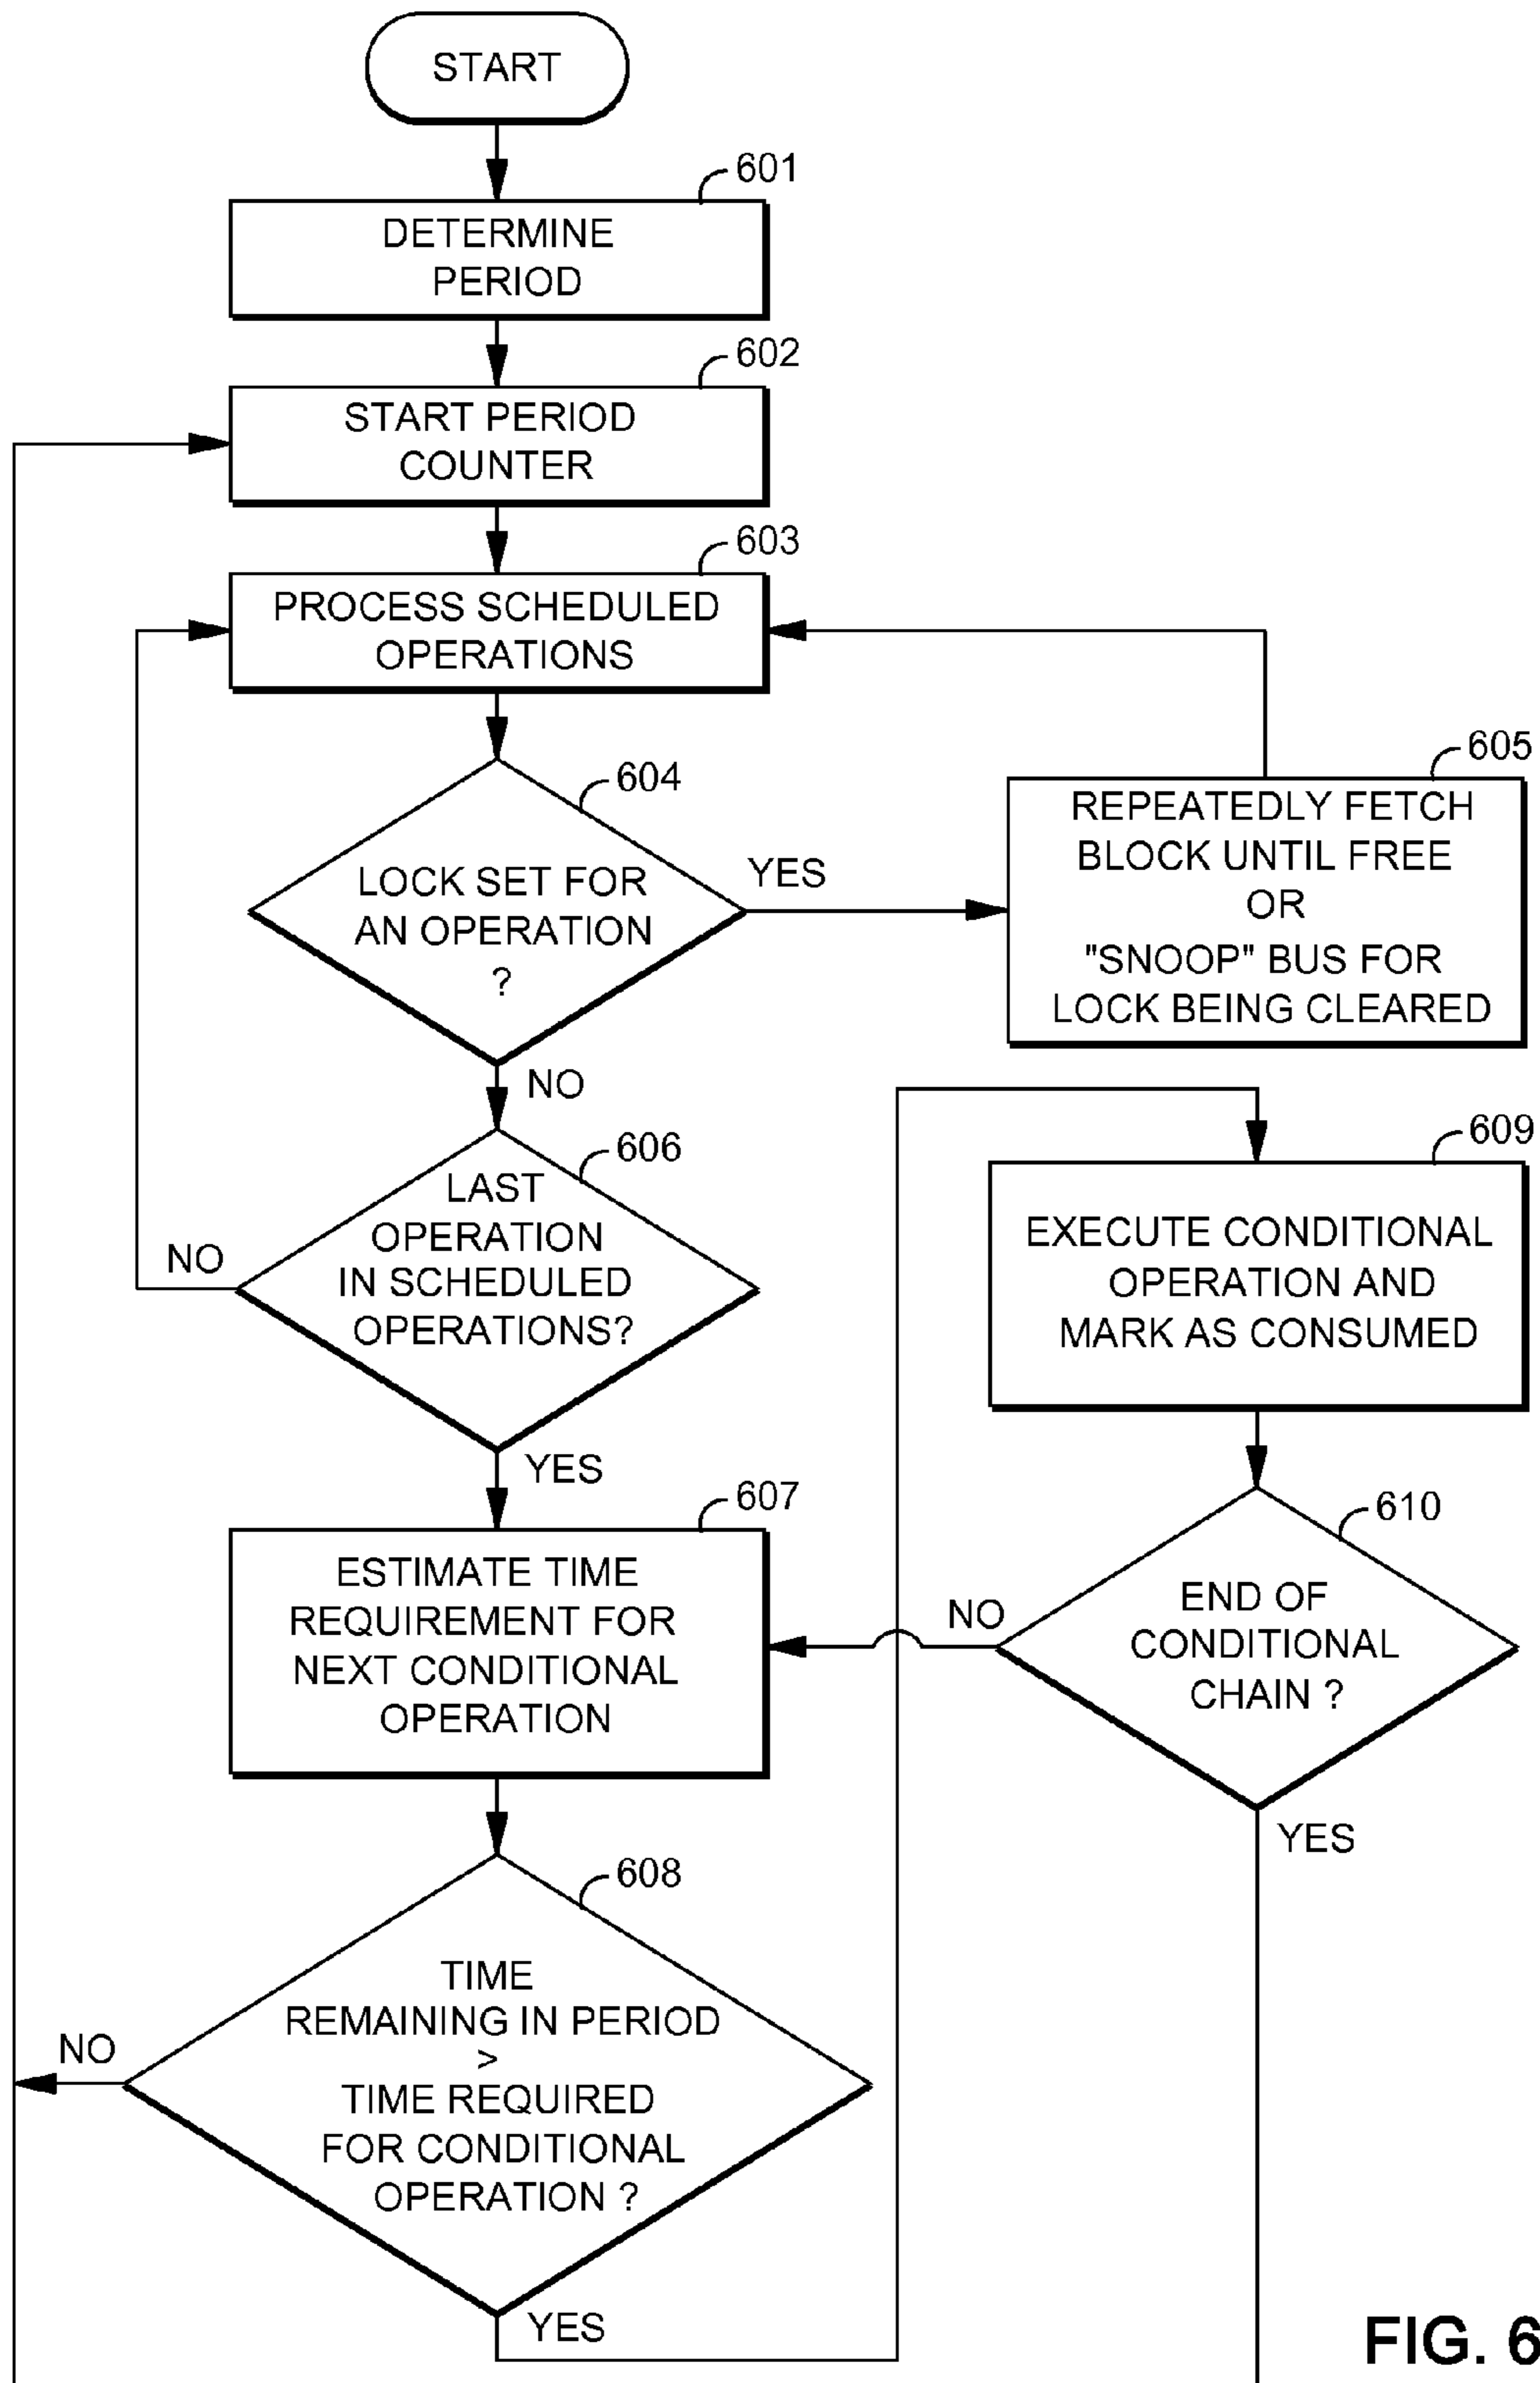 START
601
DETERMINE
PERIOD
602
START PERIOD
COUNTER
603
PROCESS SCHEDULED
OPERATIONS
604
LOCK SET FOR
AN OPERATION
?
YES
NO
605
REPEATEDLY FETCH
BLOCK UNTIL FREE
OR
"SNOOP" BUS FOR
LOCK BEING CLEARED
606
LAST
OPERATION
IN SCHEDULED
OPERATIONS?
NO
YES
607
ESTIMATE TIME
REQUIREMENT FOR
NEXT CONDITIONAL
OPERATION
608
TIME
REMAINING IN PERIOD
>
TIME REQUIRED
FOR CONDITIONAL
OPERATION ?
NO
YES
609
EXECUTE CONDITIONAL
OPERATION AND
MARK AS CONSUMED
610
END OF
CONDITIONAL
CHAIN ?
NO
YES
FIG. 6